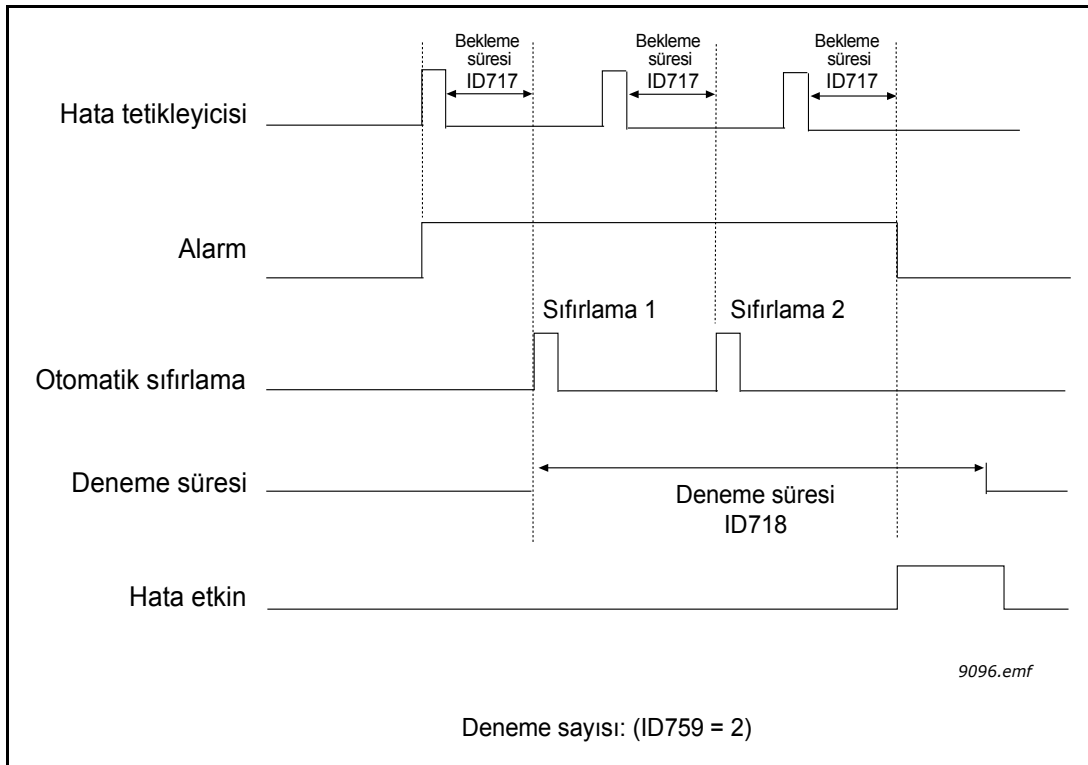 Bekleme
süresi
ID717
Bekleme
süresi
ID717
Bekleme
süresi
ID717
Hata tetikleyicisi
Alarm
Sıfırlama 1
Sıfırlama 2
Otomatik sıfırlama
Deneme süresi
Deneme süresi
ID718
Hata etkin
9096.emf
Deneme sayısı: (ID759 = 2)